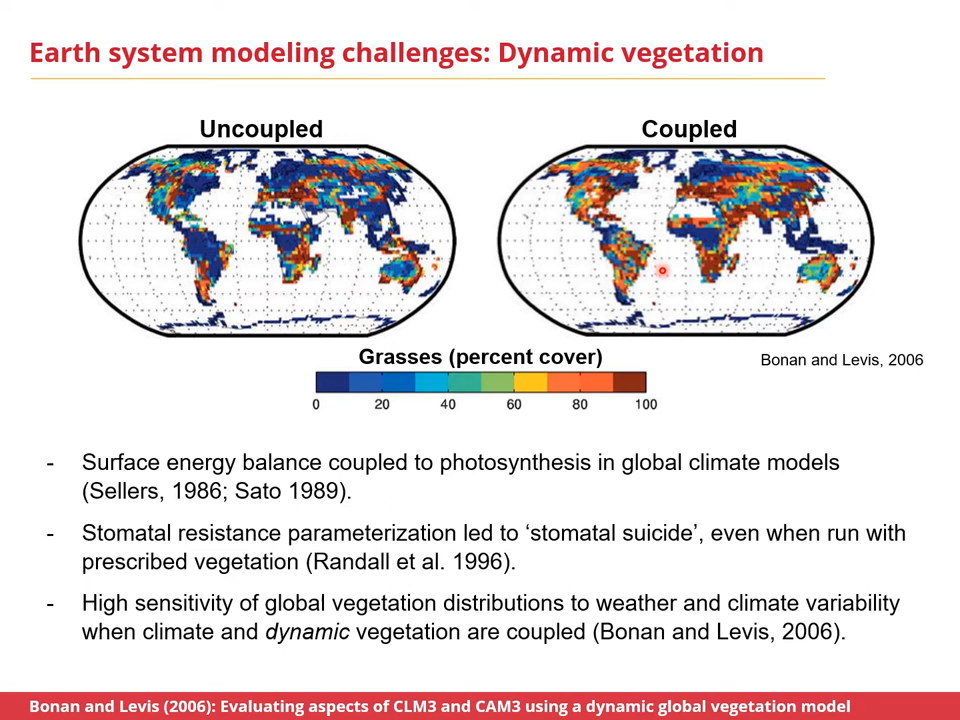 Earth system modeling challenges: Dynamic vegetation
Uncoupled
Coupled
Grasses (percent cover)
Bonan and Levis, 2006
0 20 40 60 80 100
- Surface energy balance coupled to photosynthesis in global climate models
(Sellers, 1986; Sato 1989).
- Stomatal resistance parameterization led to ‘stomatal suicide’, even when run with
prescribed vegetation (Randall et al. 1996).
- High sensitivity of global vegetation distributions to weather and climate variability
when climate and dynamic vegetation are coupled (Bonan and Levis, 2006).
Bonan and Levis (2006): Evaluating aspects of CLM3 and CAM3 using a dynamic global vegetation model